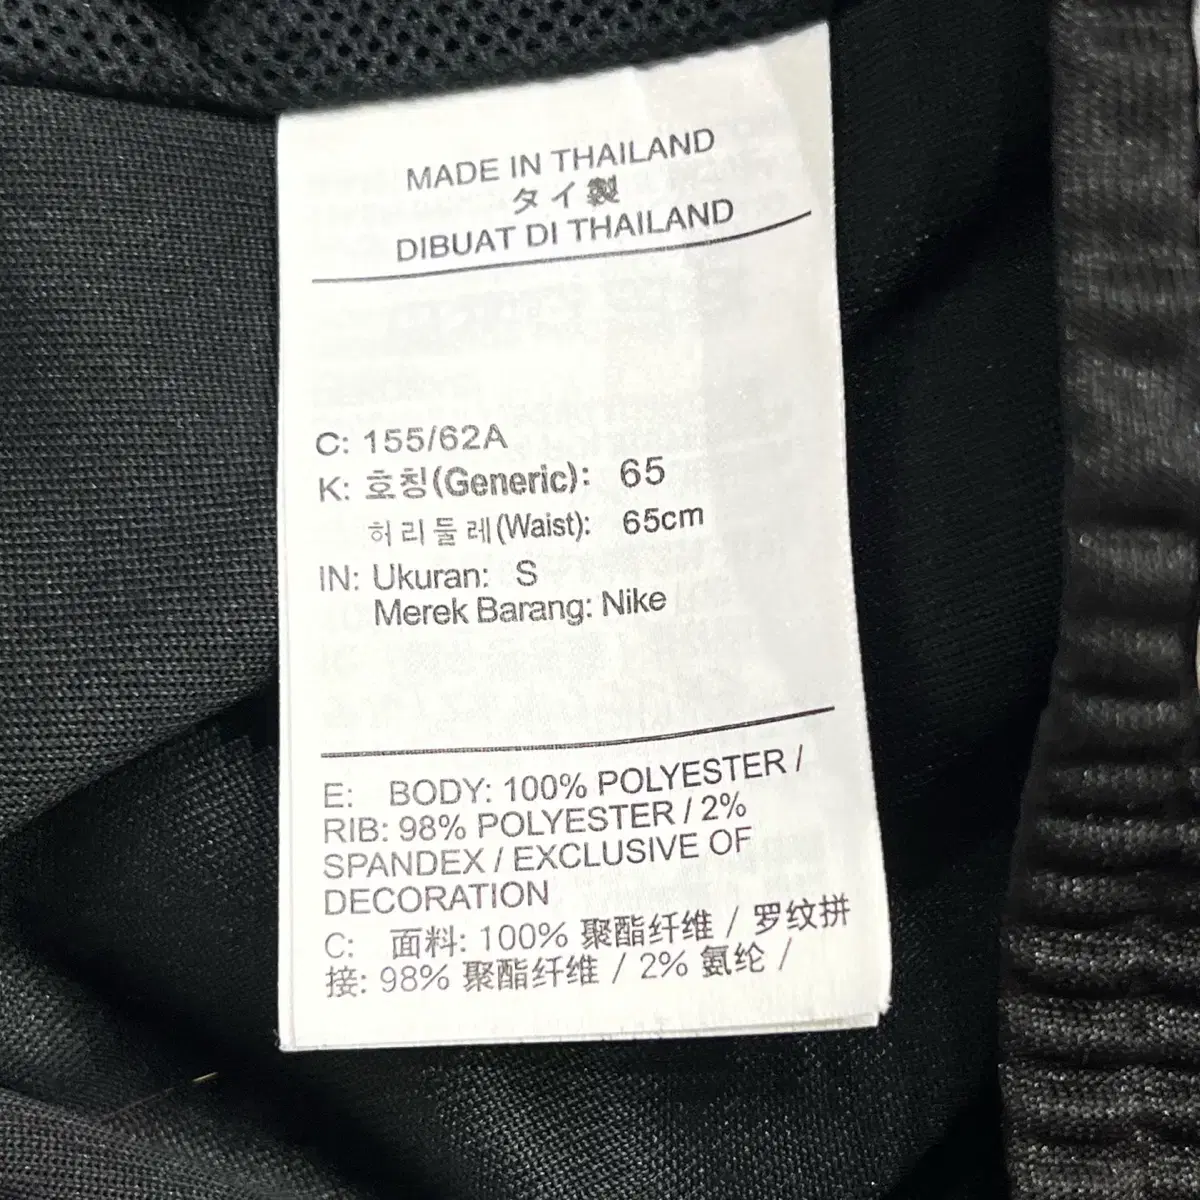 MADE IN THAILAND
タイ製
DIBUAT DI THAILAND
C: 155/62A
K: 호칭(Generic): 65
허리둘레(Waist): 65cm
IN: Ukuran: S
Merek Barang: Nike
E: BODY: 100% POLYESTER /
RIB: 98% POLYESTER / 2%
SPANDEX / EXCLUSIVE OF
DECORATION
C: 面料: 100% 聚酯纤维 / 罗纹拼
接: 98% 聚酯纤维 / 2% 氨纶 /